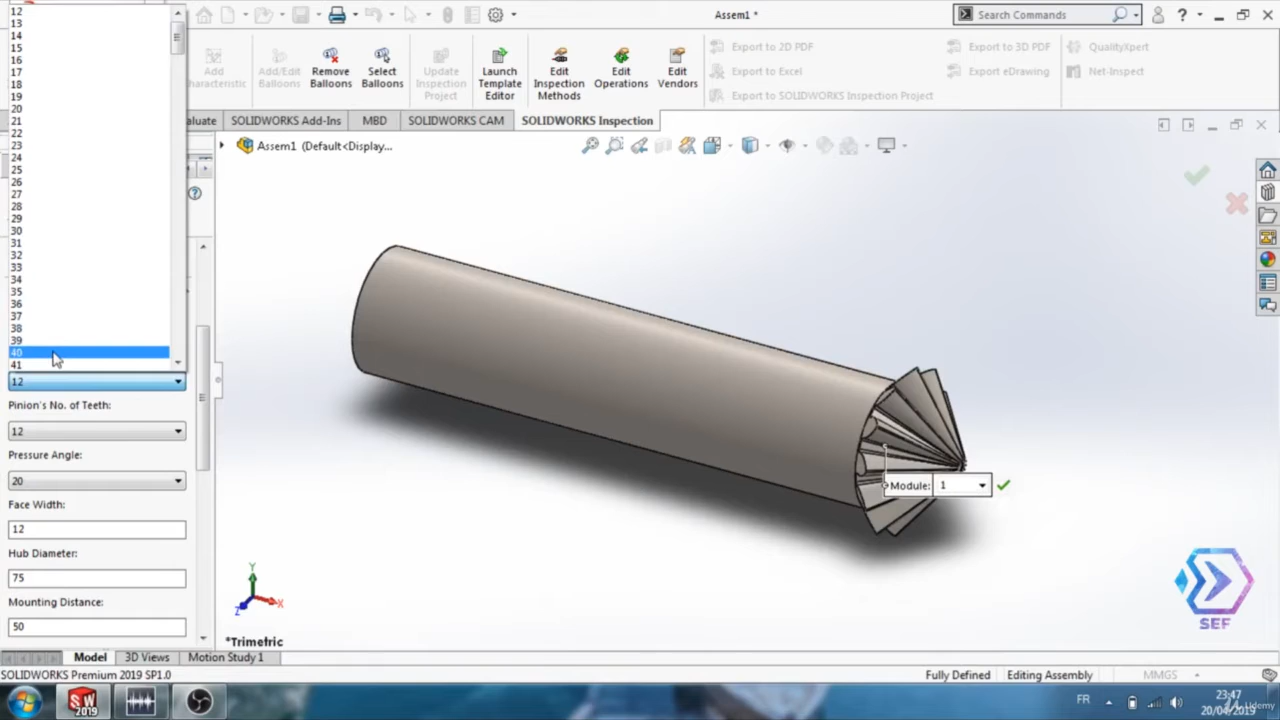 Assem1 *
Search Commands
Add
haracteristic
Add/Edit
Balloons
Remove
Balloons
Select
Balloons
Update
Inspection
Project
Launch
Template
Editor
Edit
Inspection
Methods
Edit
Operations
Edit
Vendors
Export to 2D PDF
Export to Excel
Export to SOLIDWORKS Inspection Project
Export to 3D PDF
Export eDrawing
QualityXpert
Net-Inspect
aluate
SOLIDWORKS Add-Ins
MBD
SOLIDWORKS CAM
SOLIDWORKS Inspection
Assem1 (Default<Display...
12
13
14
15
16
17
18
19
20
21
22
23
24
25
26
27
28
29
30
31
32
33
34
35
36
37
38
39
40
41
12
Pinion's No. of Teeth:
12
Pressure Angle:
20
Face Width:
12
Hub Diameter:
75
Mounting Distance:
50
Module: 1
Y
X
Z
*Trimetric
SEF
Model
3D Views
Motion Study 1
SOLIDWORKS Premium 2019 SP1.0
Fully Defined
Editing Assembly
MMGS
SW
2019
FR
23:47
20/04/2019
Udemy